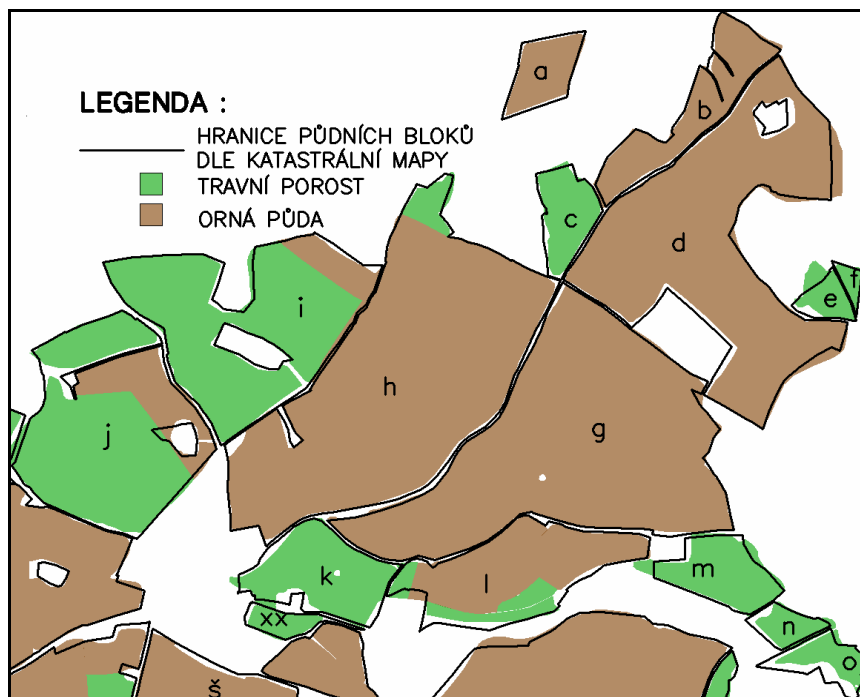 LEGENDA :
HRANICE PŮDNÍCH BLOKŮ
DLE KATASTRÁLNÍ MAPY
TRAVNÍ POROST
ORNÁ PŮDA
a
b
c
d
e
f
i
h
j
g
k
l
m
xx
n
o
š